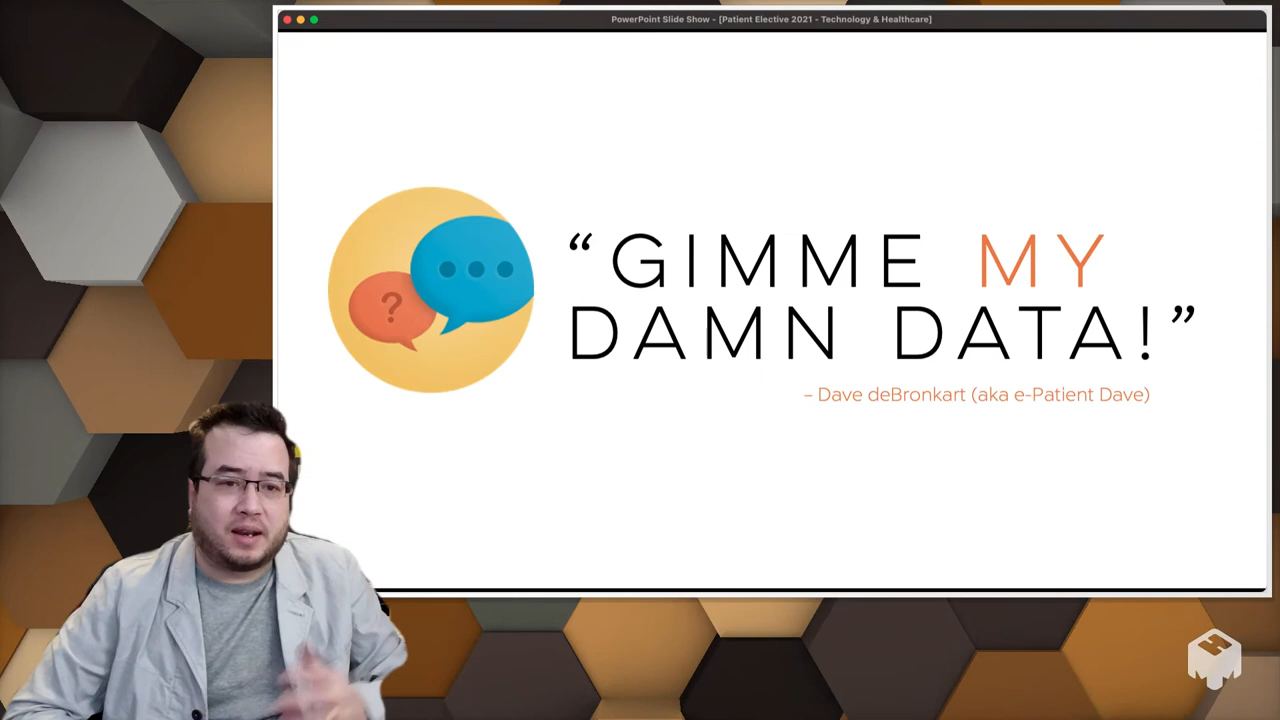 PowerPoint Slide Show - [Patient Elective 2021 - Technology & Healthcare]
“GIMME MY
DAMN DATA!”
– Dave deBronkart (aka e-Patient Dave)
?